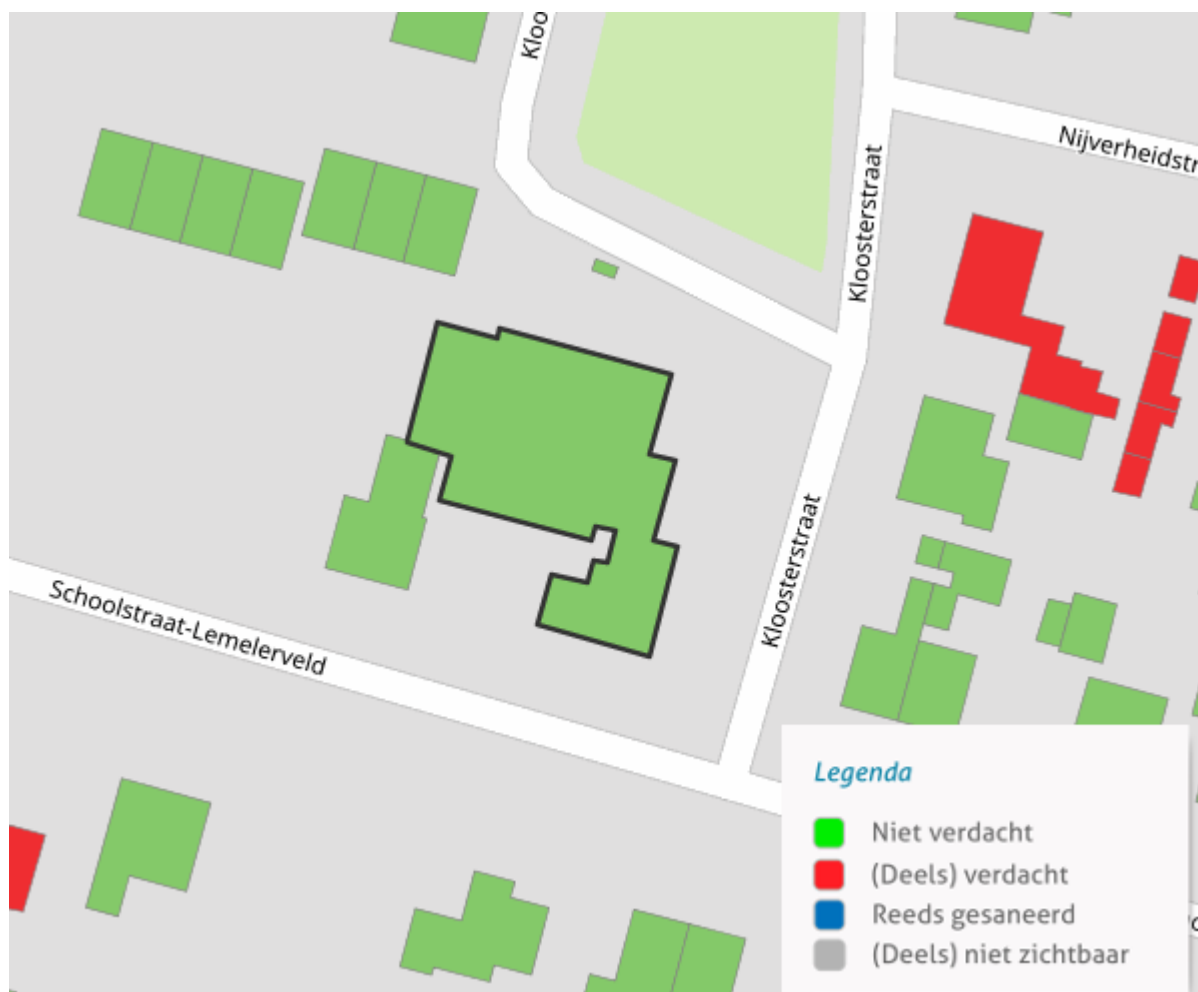 Kloo
Nijverheidstr
Kloosterstraat
Kloosterstraat
Schoolstraat-Lemelerveld
Legenda
Niet verdacht
(Deels) verdacht
Reeds gesaneerd
(Deels) niet zichtbaar